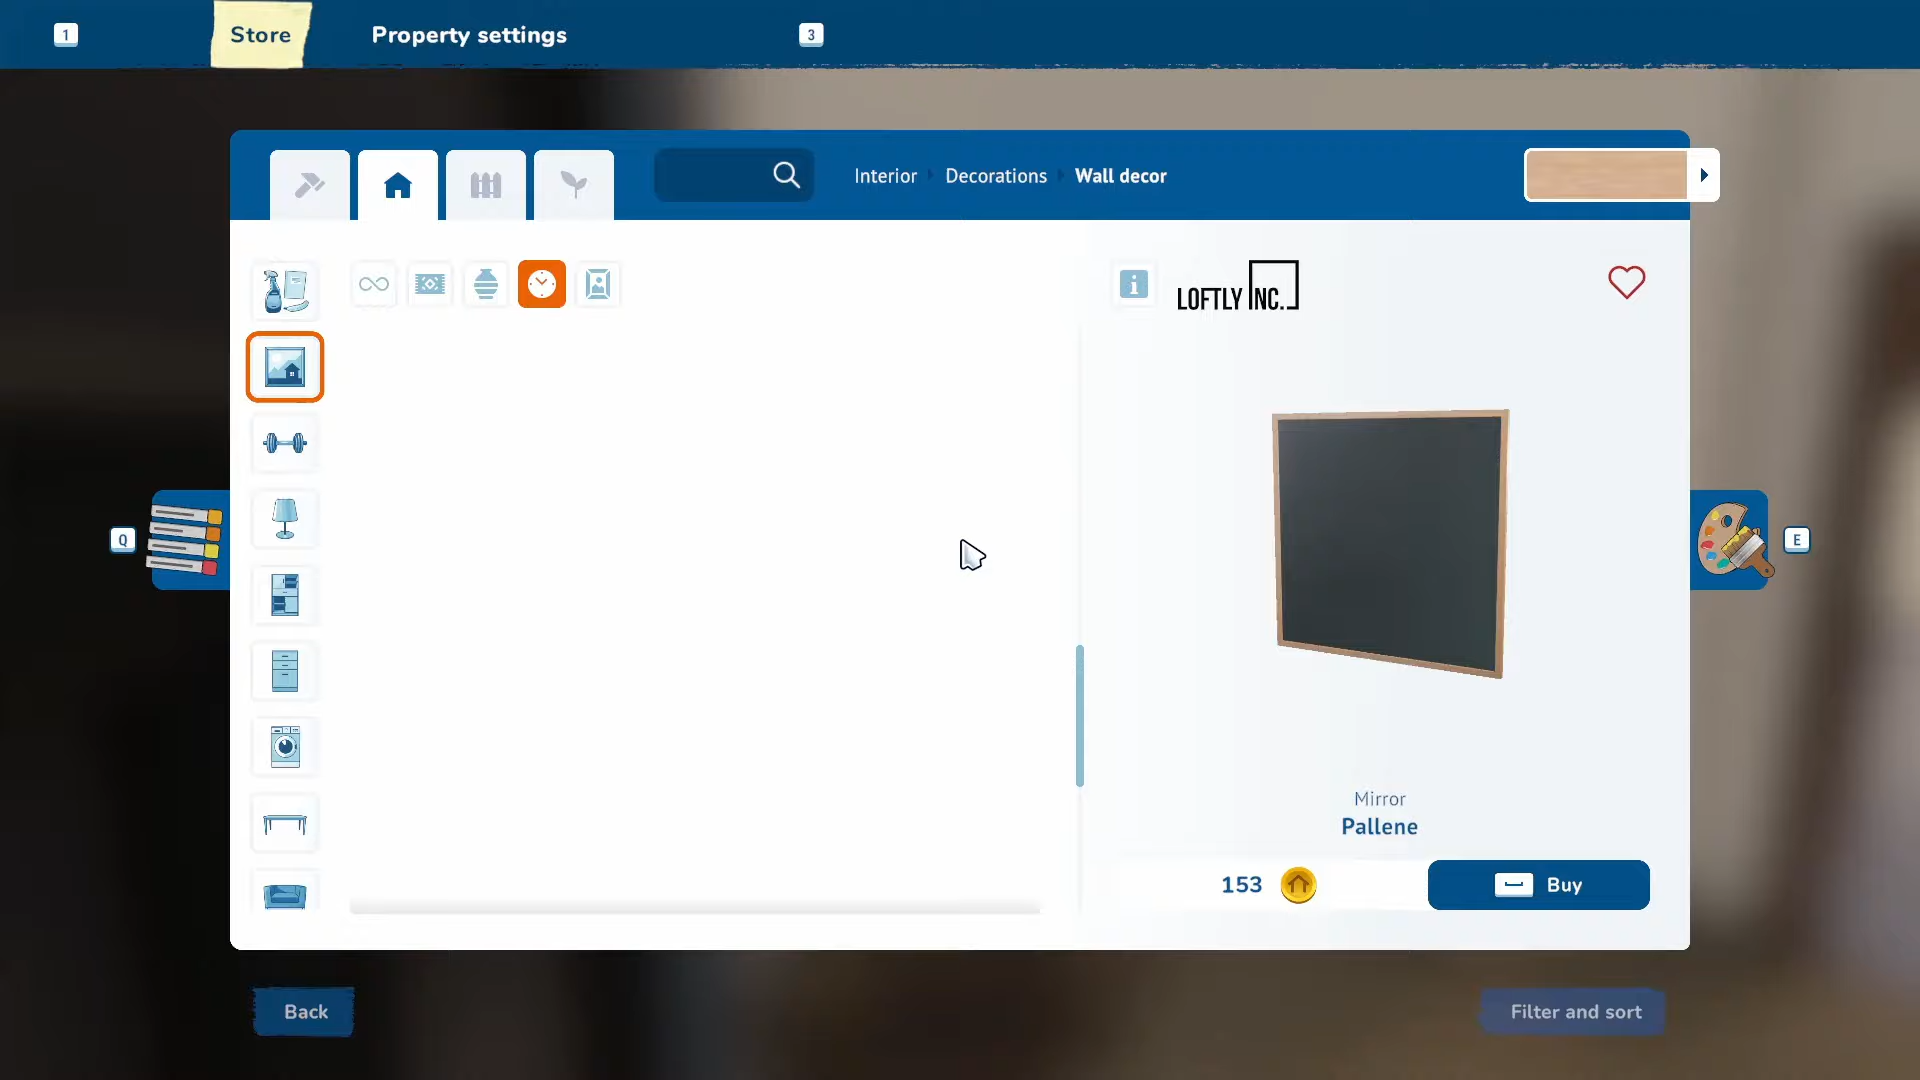 1
Store
Property settings
3
Interior
Decorations
Wall decor
LOFTLY INC.
Q
E
Mirror
Pallene
153
Buy
Back
Filter and sort